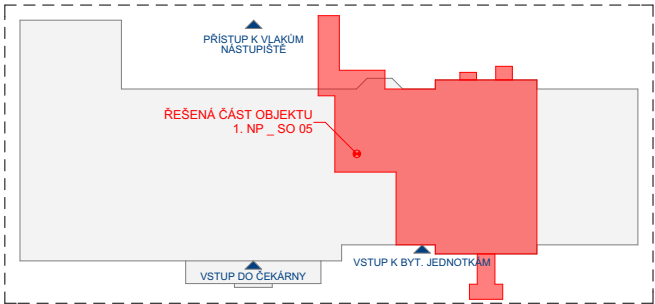 PŘÍSTUP K VLAKŮM
NÁSTUPIŠTĚ
ŘEŠENÁ ČÁST OBJEKTU
1. NP _ SO 05
VSTUP K BYT. JEDNOTKÁM
VSTUP DO ČEKÁRNY